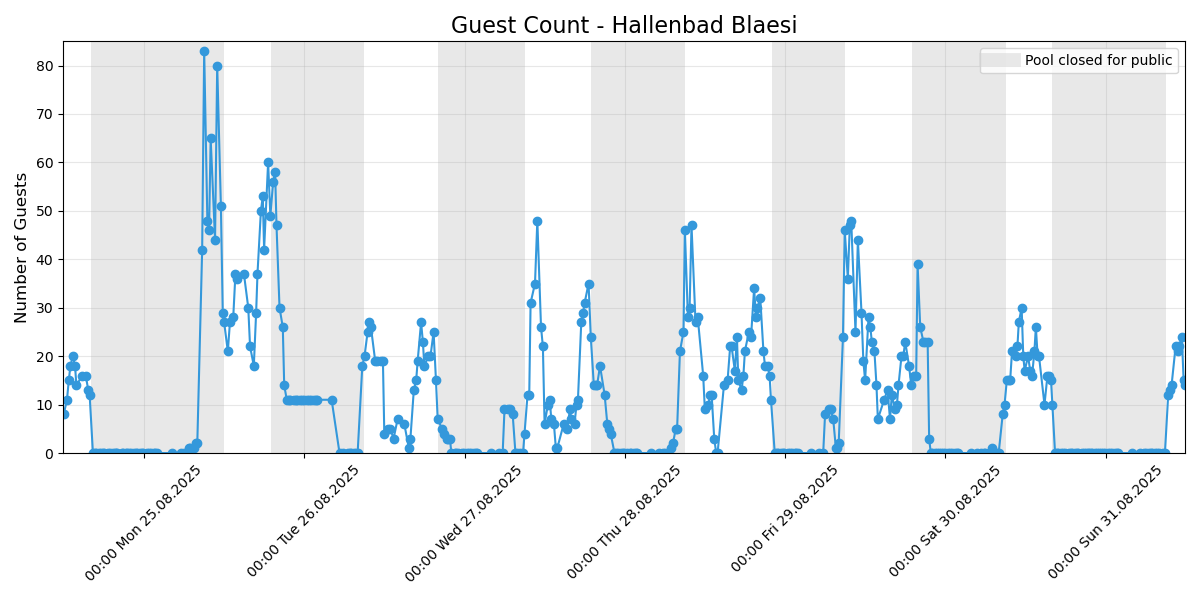 Guest Count - Hallenbad Blaesi
Pool closed for public
Number of Guests
80
70
60
50
40
30
20
10
0
00:00 Mon 25.08.2025
00:00 Tue 26.08.2025
00:00 Wed 27.08.2025
00:00 Thu 28.08.2025
00:00 Fri 29.08.2025
00:00 Sat 30.08.2025
00:00 Sun 31.08.2025